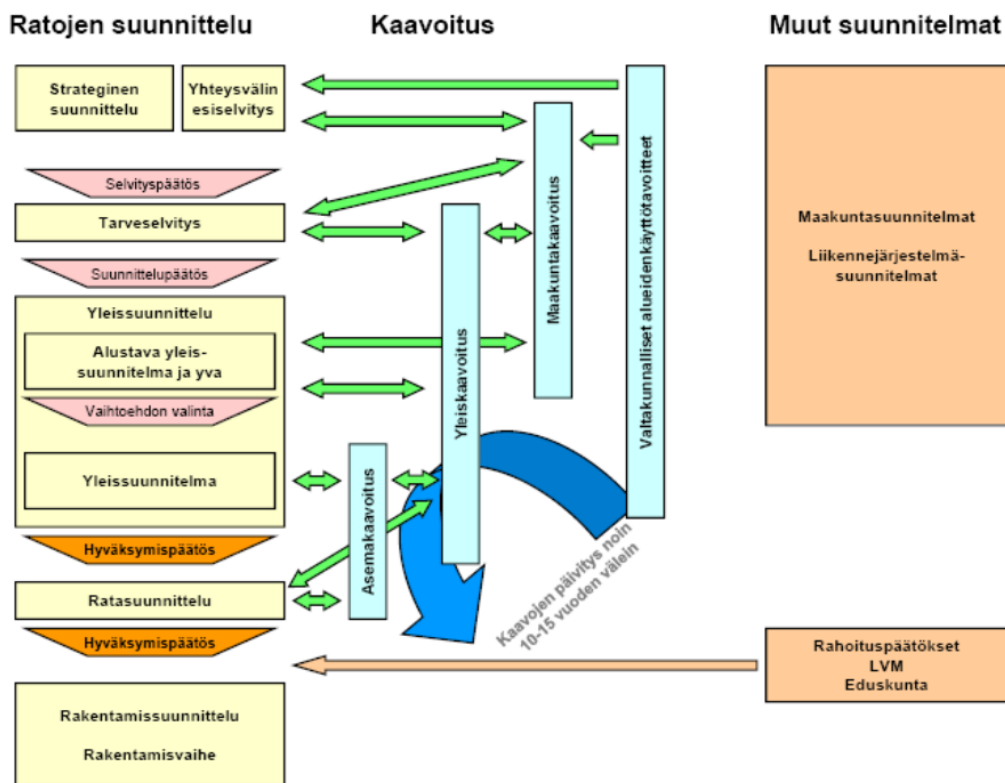 Ratojen suunnittelu
Kaavoitus
Muut suunnitelmat
Strateginen
suunnittelu
Yhteysvälin
esiselvitys
Selvityspäätös
Tarveselvitys
Suunnittelupäätös
Yleissuunnittelu
Alustava yleis-
suunnitelma ja yva
Vaihtoehdon valinta
Yleissuunnitelma
Hyväksymispäätös
Ratasuunnittelu
Hyväksymispäätös
Rakentamissuunnittelu
Rakentamisvaihe
Asemakaavoitus
Yleiskaavoitus
Maakuntakaavoitus
Valtakunnalliset alueidenkäyttötavoitteet
Kaavojen päivitys noin
10-15 vuoden välein
Maakuntasuunnitelmat
Liikennejärjestelmä-
suunnitelmat
Rahoituspäätökset
LVM
Eduskunta